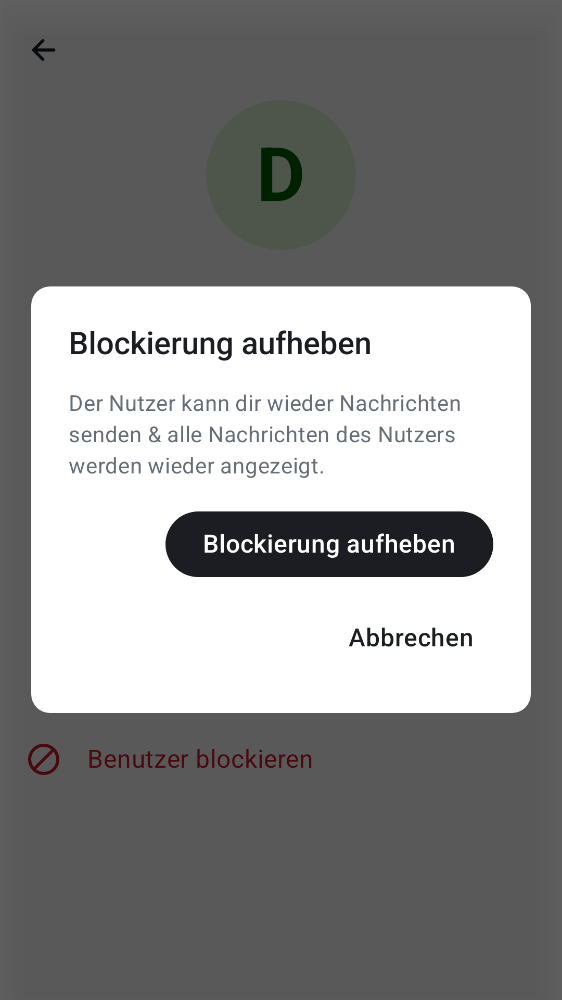 D
Blockierung aufheben
Der Nutzer kann dir wieder Nachrichten
senden & alle Nachrichten des Nutzers
werden wieder angezeigt.
Blockierung aufheben
Abbrechen
Benutzer blockieren